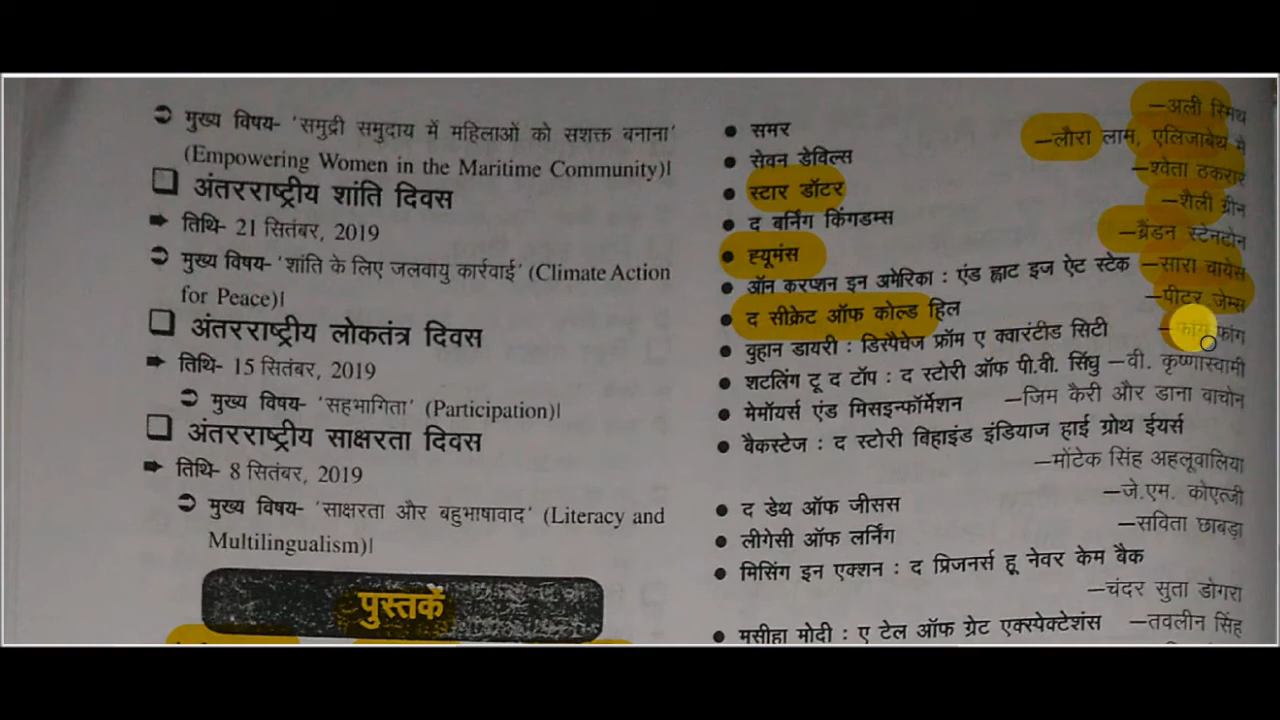 मुख्य विषय- 'समुद्री समुदाय में महिलाओं को सशक्त बनाना'
(Empowering Women in the Maritime Community)।
अंतरराष्ट्रीय शांति दिवस
तिथि- 21 सितंबर, 2019
मुख्य विषय- 'शांति के लिए जलवायु कार्रवाई' (Climate Action
for Peace)।
अंतरराष्ट्रीय लोकतंत्र दिवस
तिथि- 15 सितंबर, 2019
मुख्य विषय- 'सहभागिता' (Participation)।
अंतरराष्ट्रीय साक्षरता दिवस
तिथि- 8 सितंबर, 2019
मुख्य विषय- 'साक्षरता और बहुभाषावाद' (Literacy and
Multilingualism)।
पुस्तकें
• समर —अली स्मिथ
• सेवन डेविल्स —लौरा लाम, एलिजाबेथ मे
• स्टार डॉटर —श्वेता ठकरार
• द बर्निंग किंगडम्स —शैली ग्रीन
• ह्यूमंस —ब्रैंडन स्टेनटोन
• ऑन करप्शन इन अमेरिका : एंड ह्वाट इज ऐट स्टेक —सारा चायेस
• द सीक्रेट ऑफ कोल्ड हिल —पीटर जेम्स
• वुहान डायरी : डिस्पैचेज फ्रॉम ए क्वारंटीड सिटी —फांग फांग
• शटलिंग टू द टॉप : द स्टोरी ऑफ पी.वी. सिंधु —वी. कृष्णास्वामी
• मेमॉयर्स एंड मिसइन्फॉर्मेशन —जिम कैरी और डाना वाचोन
• वैकस्टेज : द स्टोरी बिहाइंड इंडियाज हाई ग्रोथ ईयर्स
—मोंटेक सिंह अहलूवालिया
• द डेथ ऑफ जीसस —जे.एम. कोएत्जी
• लीगेसी ऑफ लर्निंग —सविता छाबड़ा
• मिसिंग इन एक्शन : द प्रिजनर्स हू नेवर केम बैक
—चंदर सुता डोगरा
• मसीहा मोदी : ए टेल ऑफ ग्रेट एक्स्पेक्टेशंस —तवलीन सिंह